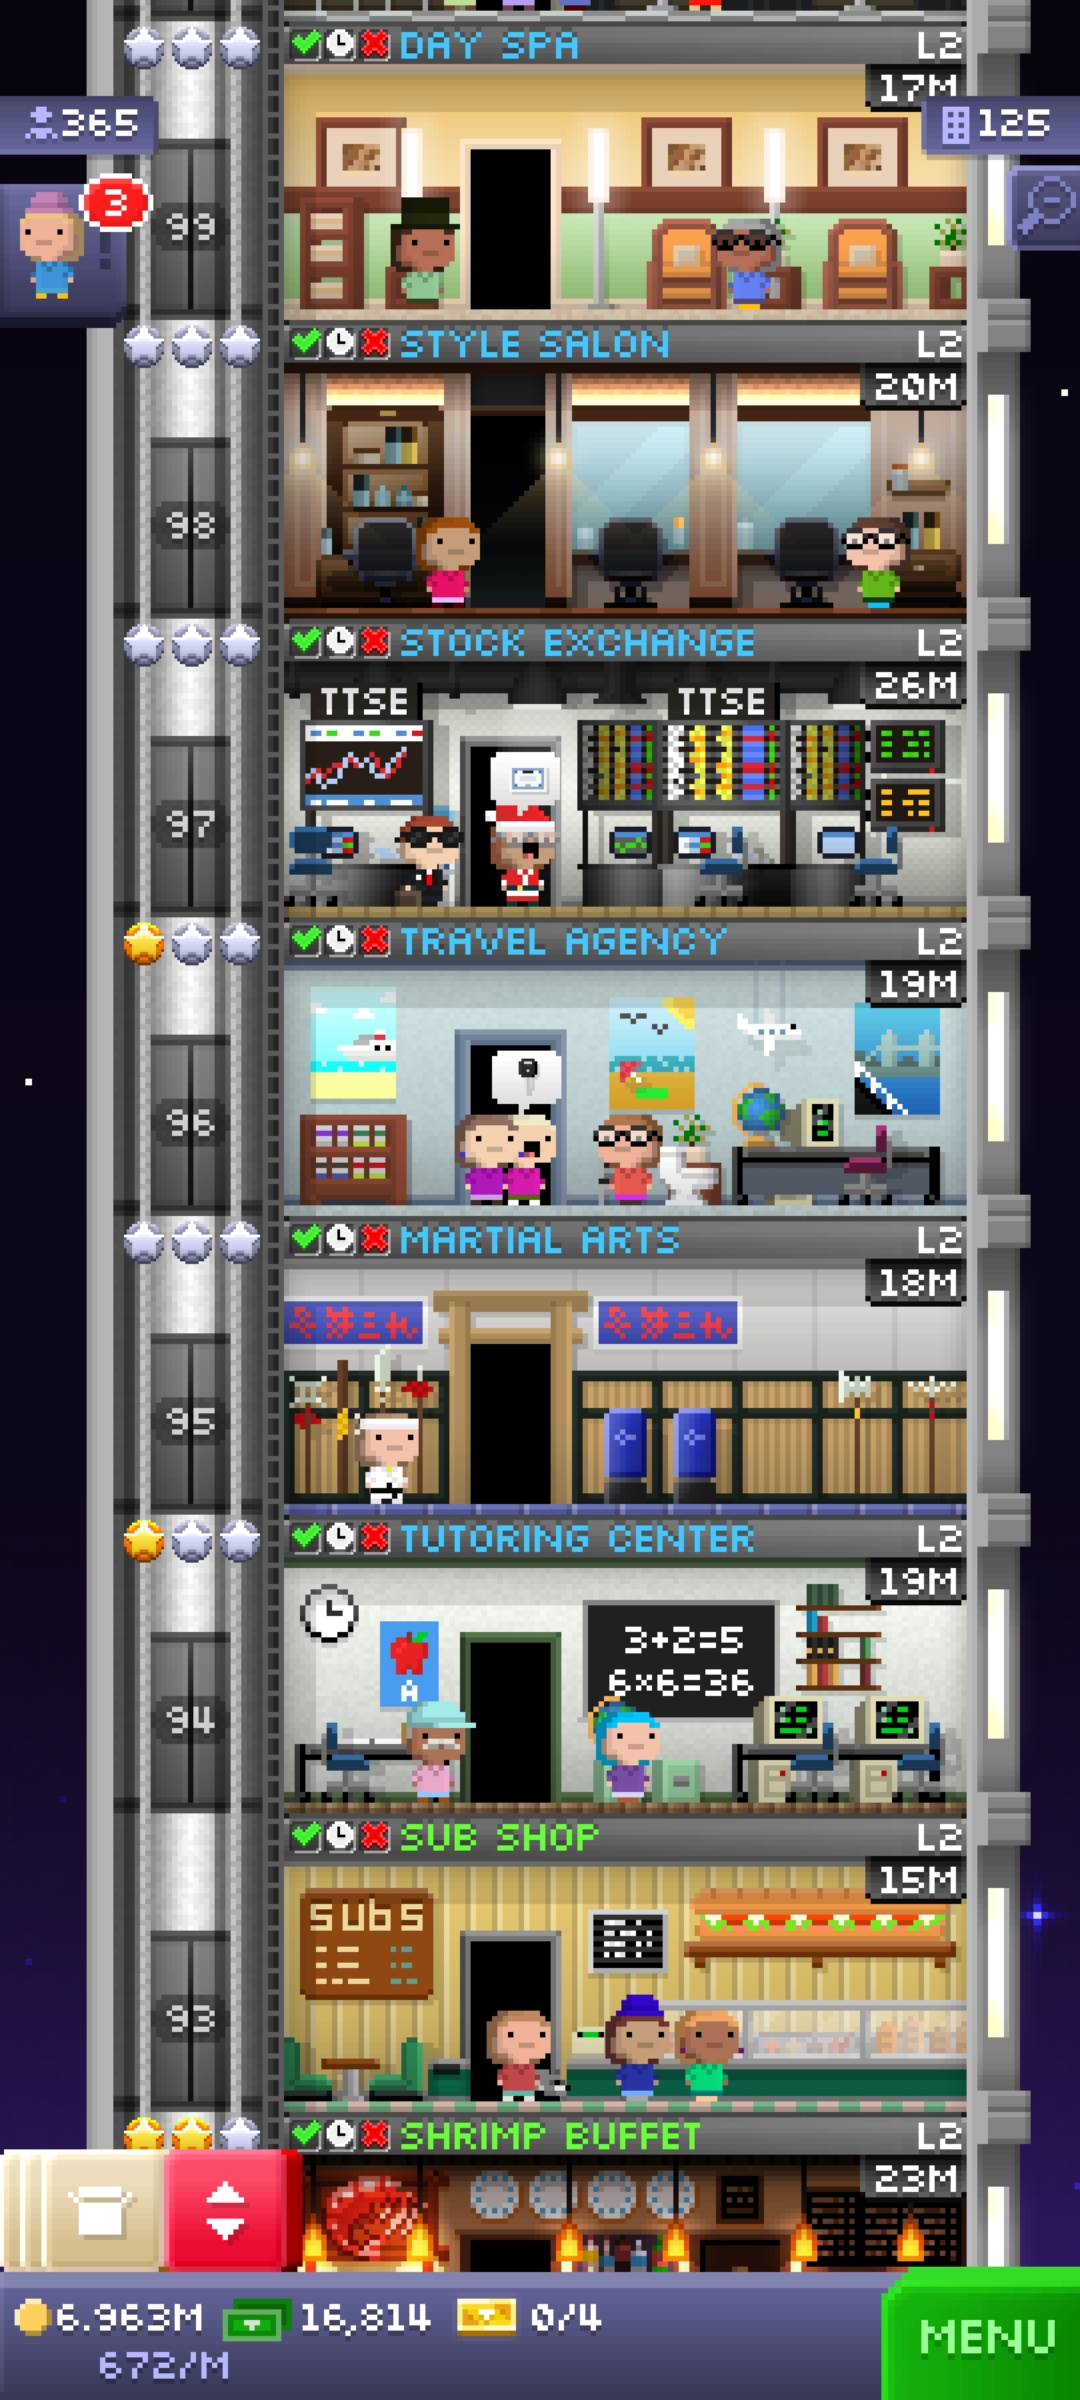 DAY SPA L2
17M
365
125
3
99
STYLE SALON L2
20M
98
STOCK EXCHANGE L2
26M
TTSE TTSE
97
TRAVEL AGENCY L2
19M
96
MARTIAL ARTS L2
18M
95
TUTORING CENTER L2
19M
3+2=5
6×6=36
A
94
SUB SHOP L2
15M
subs
93
SHRIMP BUFFET L2
23M
6.963M 16,814 0/4
672/M
MENU